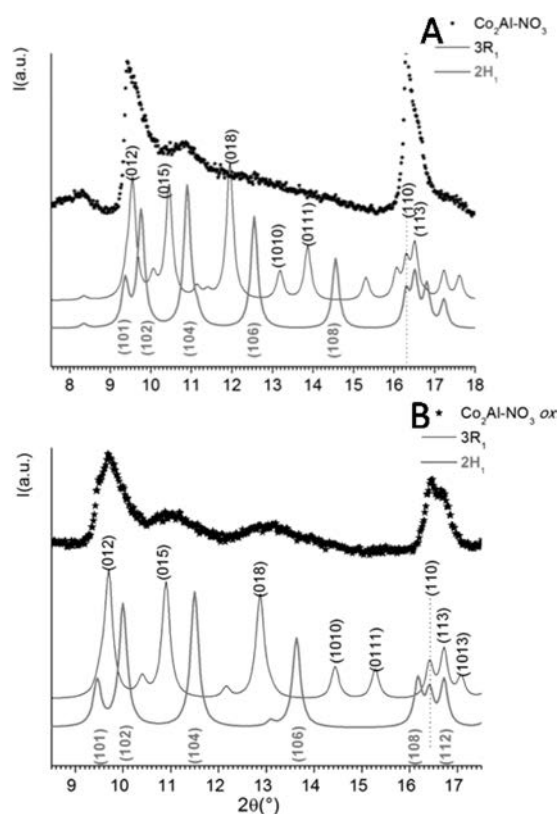 A
Co₂Al-NO₃
3R₁
2H₁
I(a.u.)
(012)
(015)
(018)
(1010)
(0111)
(110)
(113)
(101)
(102)
(104)
(106)
(108)
8 9 10 11 12 13 14 15 16 17 18
B
Co₂Al-NO₃ ox
3R₁
2H₁
I(a.u.)
(012)
(015)
(018)
(1010)
(0111)
(110)
(113)
(1013)
(101)
(102)
(104)
(106)
(108)
(112)
9 10 11 12 13 14 15 16 17
2θ(°)